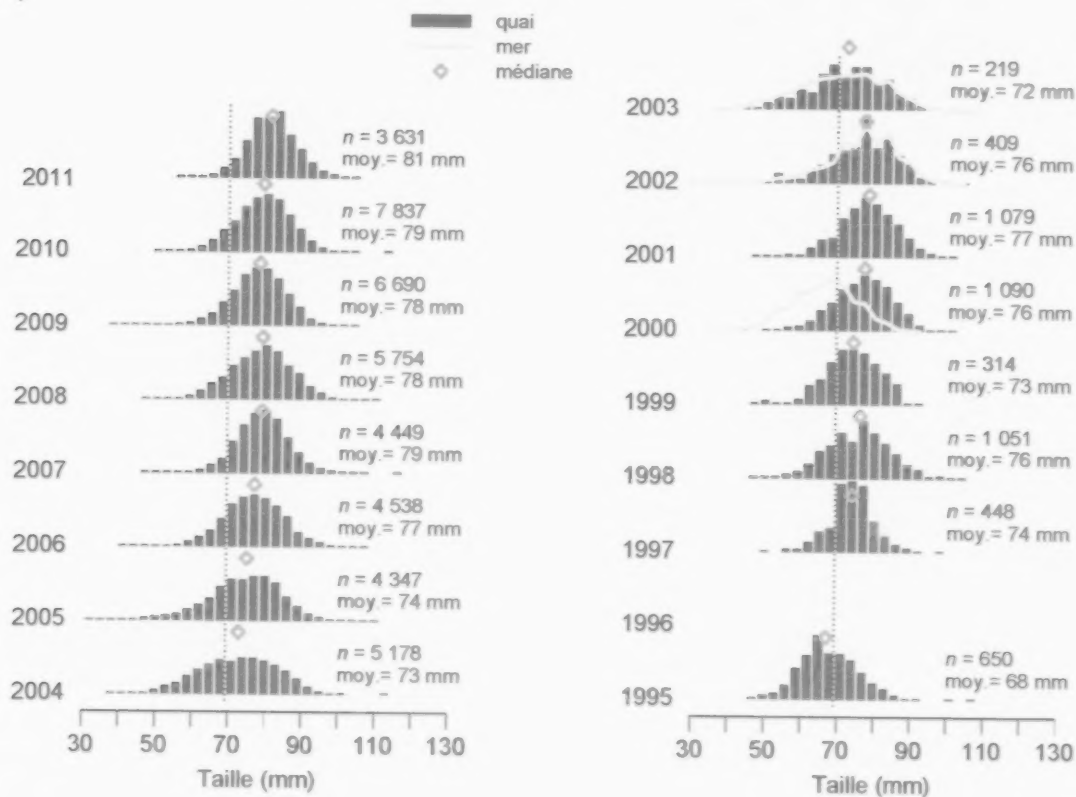 quai
mer
médiane
2011
n = 3 631
moy.= 81 mm
2010
n = 7 837
moy.= 79 mm
2009
n = 6 690
moy.= 78 mm
2008
n = 5 754
moy.= 78 mm
2007
n = 4 449
moy.= 79 mm
2006
n = 4 538
moy.= 77 mm
2005
n = 4 347
moy.= 74 mm
2004
n = 5 178
moy.= 73 mm
30 50 70 90 110 130
Taille (mm)
2003
n = 219
moy.= 72 mm
2002
n = 409
moy.= 76 mm
2001
n = 1 079
moy.= 77 mm
2000
n = 1 090
moy.= 76 mm
1999
n = 314
moy.= 73 mm
1998
n = 1 051
moy.= 76 mm
1997
n = 448
moy.= 74 mm
1996
1995
n = 650
moy.= 68 mm
30 50 70 90 110 130
Taille (mm)